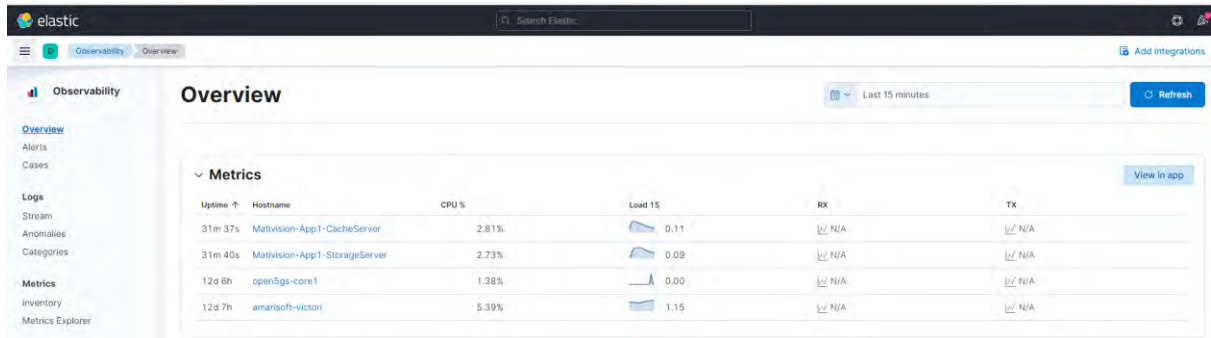 elastic
Search Elastic
D Observability Overview
Add integrations
Observability
Overview
Last 15 minutes
Refresh
Overview
Alerts
Cases
Metrics
View in app
Logs
Stream
Anomalies
Categories
Metrics
Inventory
Metrics Explorer
Uptime ↑ Hostname CPU % Load 15 RX TX
31m 37s Mativision-App1-CacheServer 2.81% 0.11 N/A N/A
31m 40s Mativision-App1-StorageServer 2.73% 0.09 N/A N/A
12d 6h open5gs-core1 1.38% 0.00 N/A N/A
12d 7h amarisoft-victori 5.39% 1.15 N/A N/A